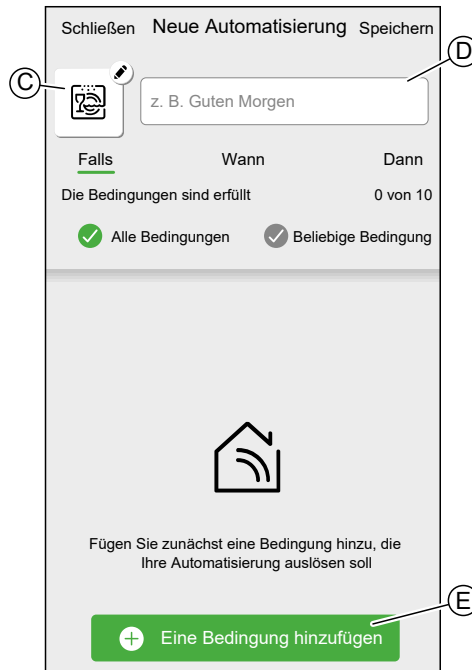 Schließen Neue Automatisierung Speichern
D
C
z. B. Guten Morgen
Falls Wann Dann
Die Bedingungen sind erfüllt 0 von 10
Alle Bedingungen Beliebige Bedingung
Fügen Sie zunächst eine Bedingung hinzu, die
Ihre Automatisierung auslösen soll
E
Eine Bedingung hinzufügen